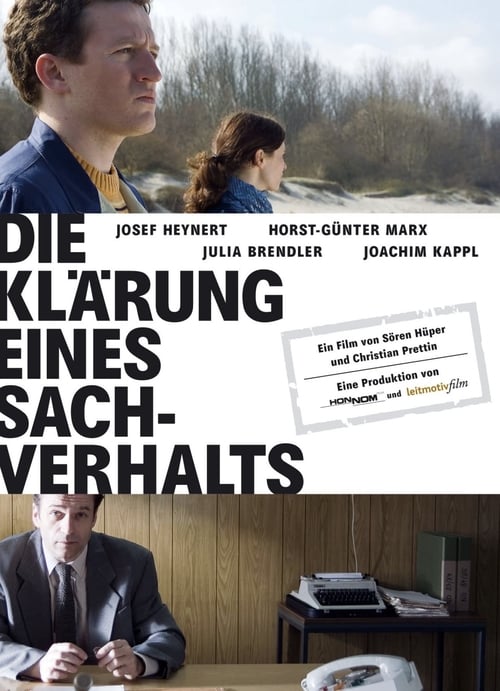 JOSEF HEYNERT HORST-GÜNTER MARX
JULIA BRENDLER JOACHIM KAPPL
DIE
KLÄRUNG
EINES
SACH-
VERHALTS
Ein Film von Sören Hüper
und Christian Prettin
Eine Produktion von
HONNOM und leitmotivfilm